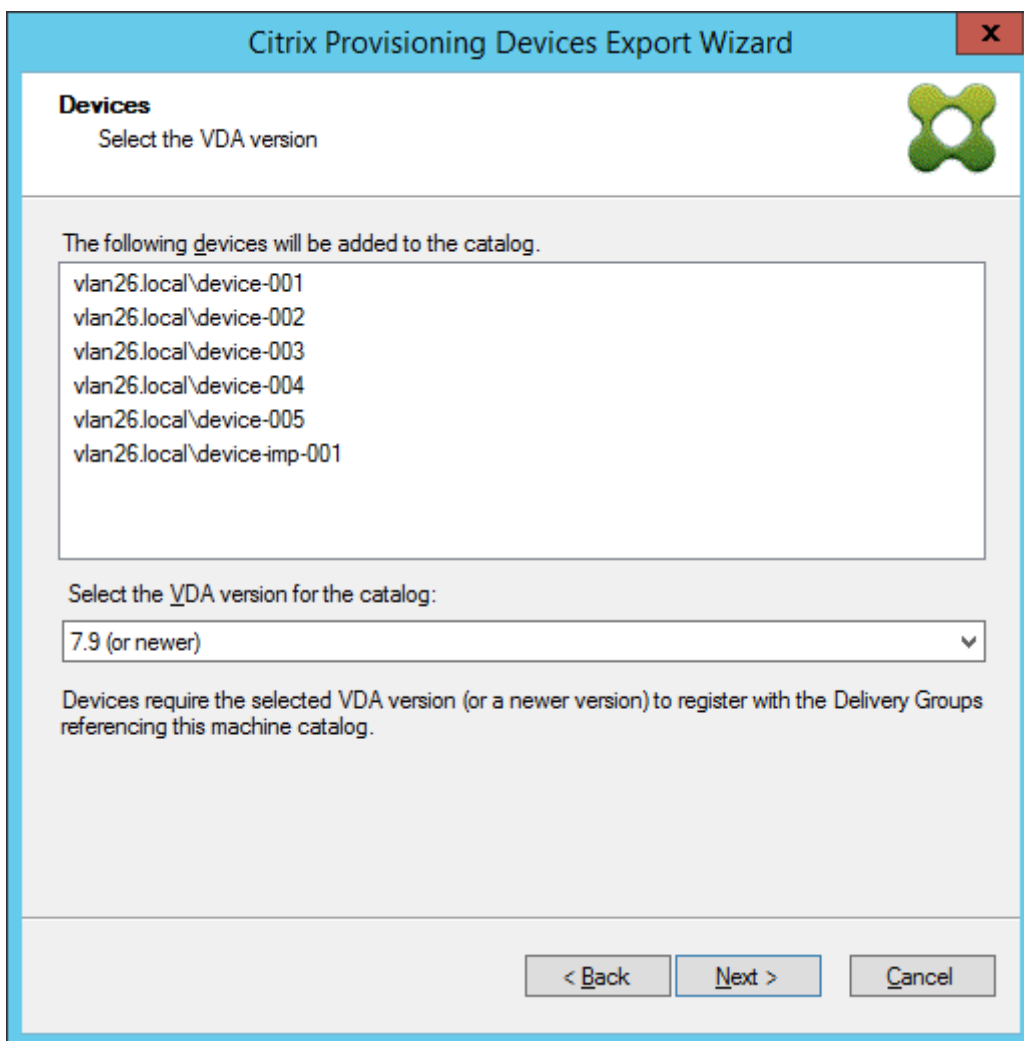 Citrix Provisioning Devices Export Wizard
x
Devices
Select the VDA version
The following devices will be added to the catalog.
vlan26.local\device-001
vlan26.local\device-002
vlan26.local\device-003
vlan26.local\device-004
vlan26.local\device-005
vlan26.local\device-imp-001
Select the VDA version for the catalog:
7.9 (or newer)
Devices require the selected VDA version (or a newer version) to register with the Delivery Groups
referencing this machine catalog.
< Back Next > Cancel